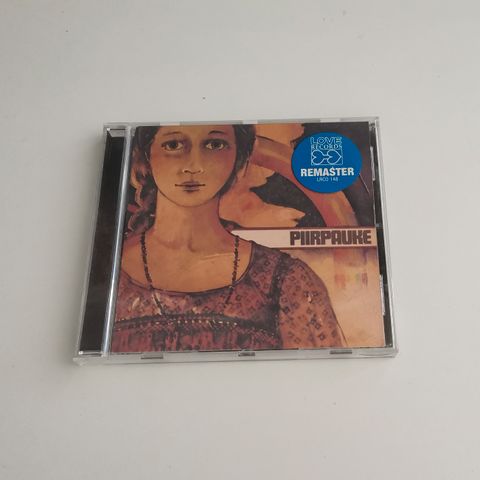 LOVE
RECORDS
REMASTER
LRCD 148
PIIRPAUKE